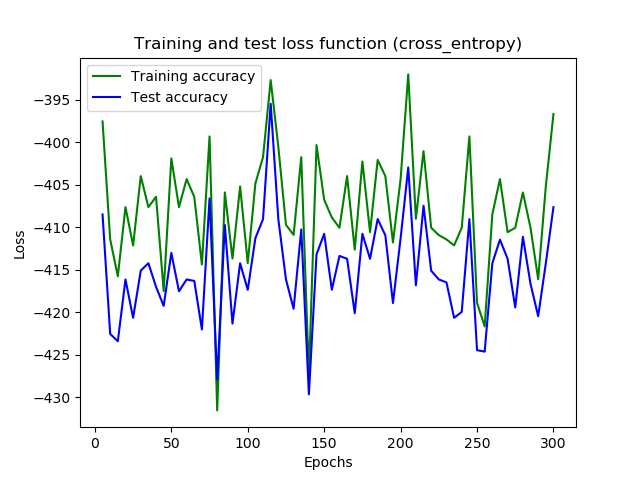 Training and test loss function (cross_entropy)
Training accuracy
Test accuracy
−395
−400
−405
−410
−415
−420
−425
−430
Loss
0 50 100 150 200 250 300
Epochs